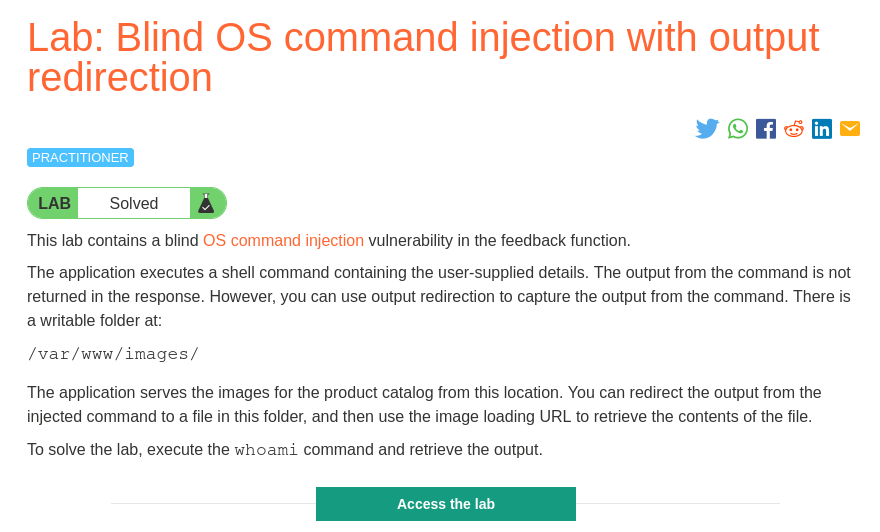 Lab: Blind OS command injection with output
redirection
PRACTITIONER
LAB Solved
This lab contains a blind OS command injection vulnerability in the feedback function.
The application executes a shell command containing the user-supplied details. The output from the command is not
returned in the response. However, you can use output redirection to capture the output from the command. There is
a writable folder at:
/var/www/images/
The application serves the images for the product catalog from this location. You can redirect the output from the
injected command to a file in this folder, and then use the image loading URL to retrieve the contents of the file.
To solve the lab, execute the whoami command and retrieve the output.
Access the lab